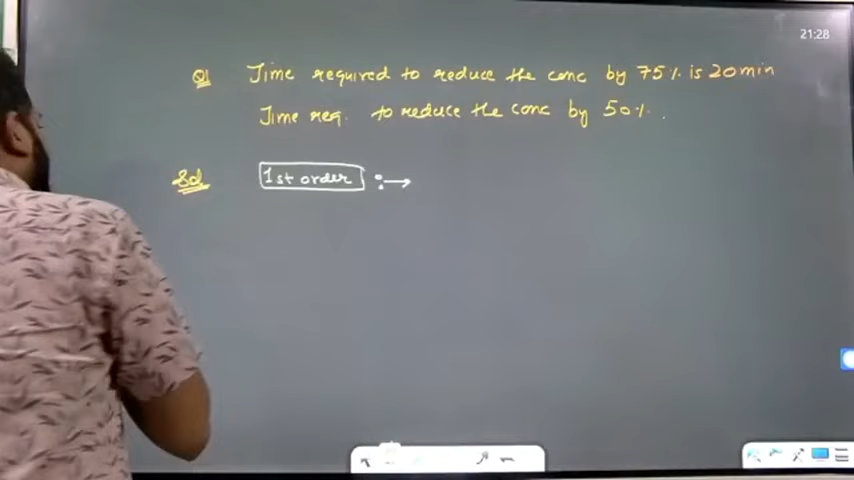 21:28
Q1 Time required to reduce the conc by 75% is 20min
Time req. to reduce the conc by 50%.
Sol 1st order :→